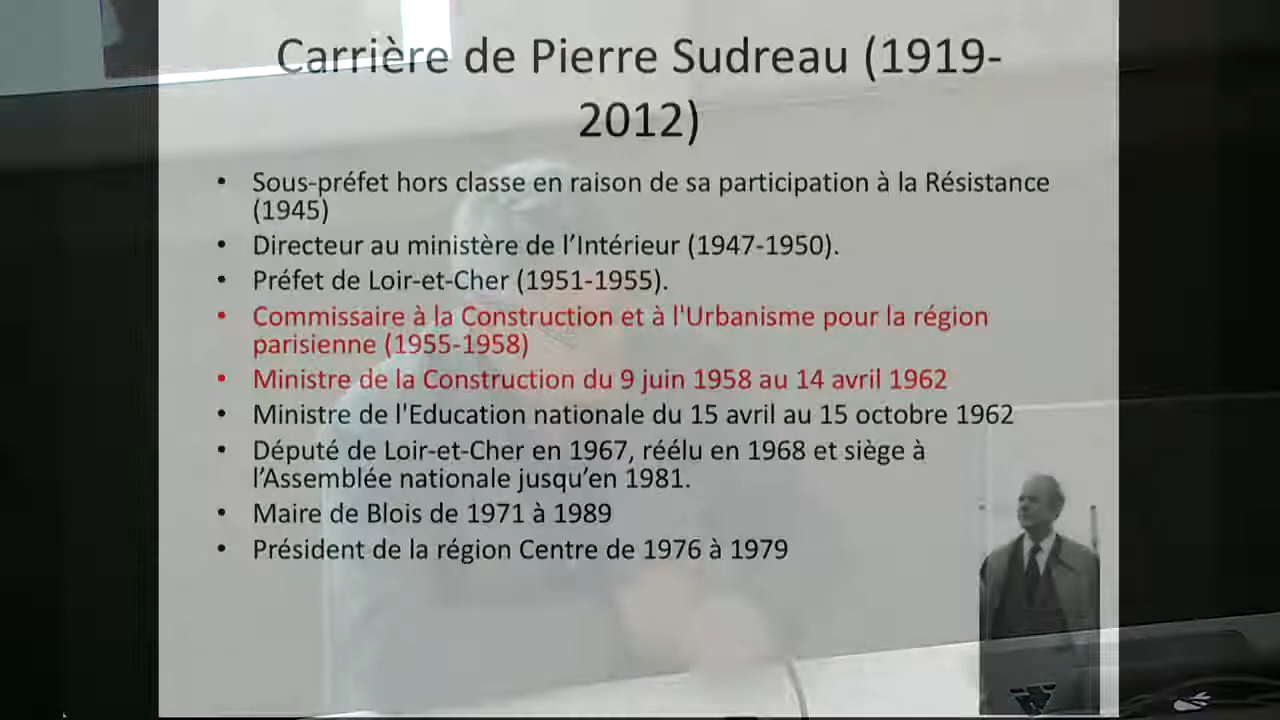 Carrière de Pierre Sudreau (1919-
2012)
• Sous-préfet hors classe en raison de sa participation à la Résistance
(1945)
• Directeur au ministère de l’Intérieur (1947-1950).
• Préfet de Loir-et-Cher (1951-1955).
• Commissaire à la Construction et à l'Urbanisme pour la région
parisienne (1955-1958)
• Ministre de la Construction du 9 juin 1958 au 14 avril 1962
• Ministre de l'Education nationale du 15 avril au 15 octobre 1962
• Député de Loir-et-Cher en 1967, réélu en 1968 et siège à
l’Assemblée nationale jusqu’en 1981.
• Maire de Blois de 1971 à 1989
• Président de la région Centre de 1976 à 1979